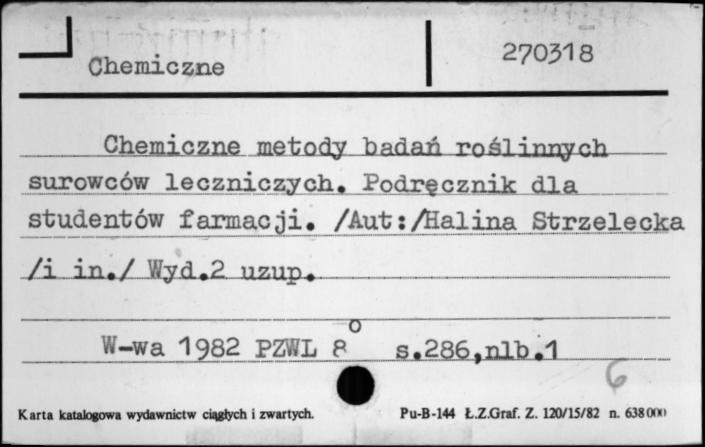 Chemiczne 270318
Chemiczne metody badań roślinnych
surowców leczniczych. Podręcznik dla
studentów farmacji. /Aut:/Halina Strzelecka
/i in./ Wyd.2 uzup.
W-wa 1982 PZWL 8° s.286,nlb.1
6
Karta katalogowa wydawnictw ciągłych i zwartych. Pu-B-144 Ł.Z.Graf. Z. 120/15/82 n. 638000